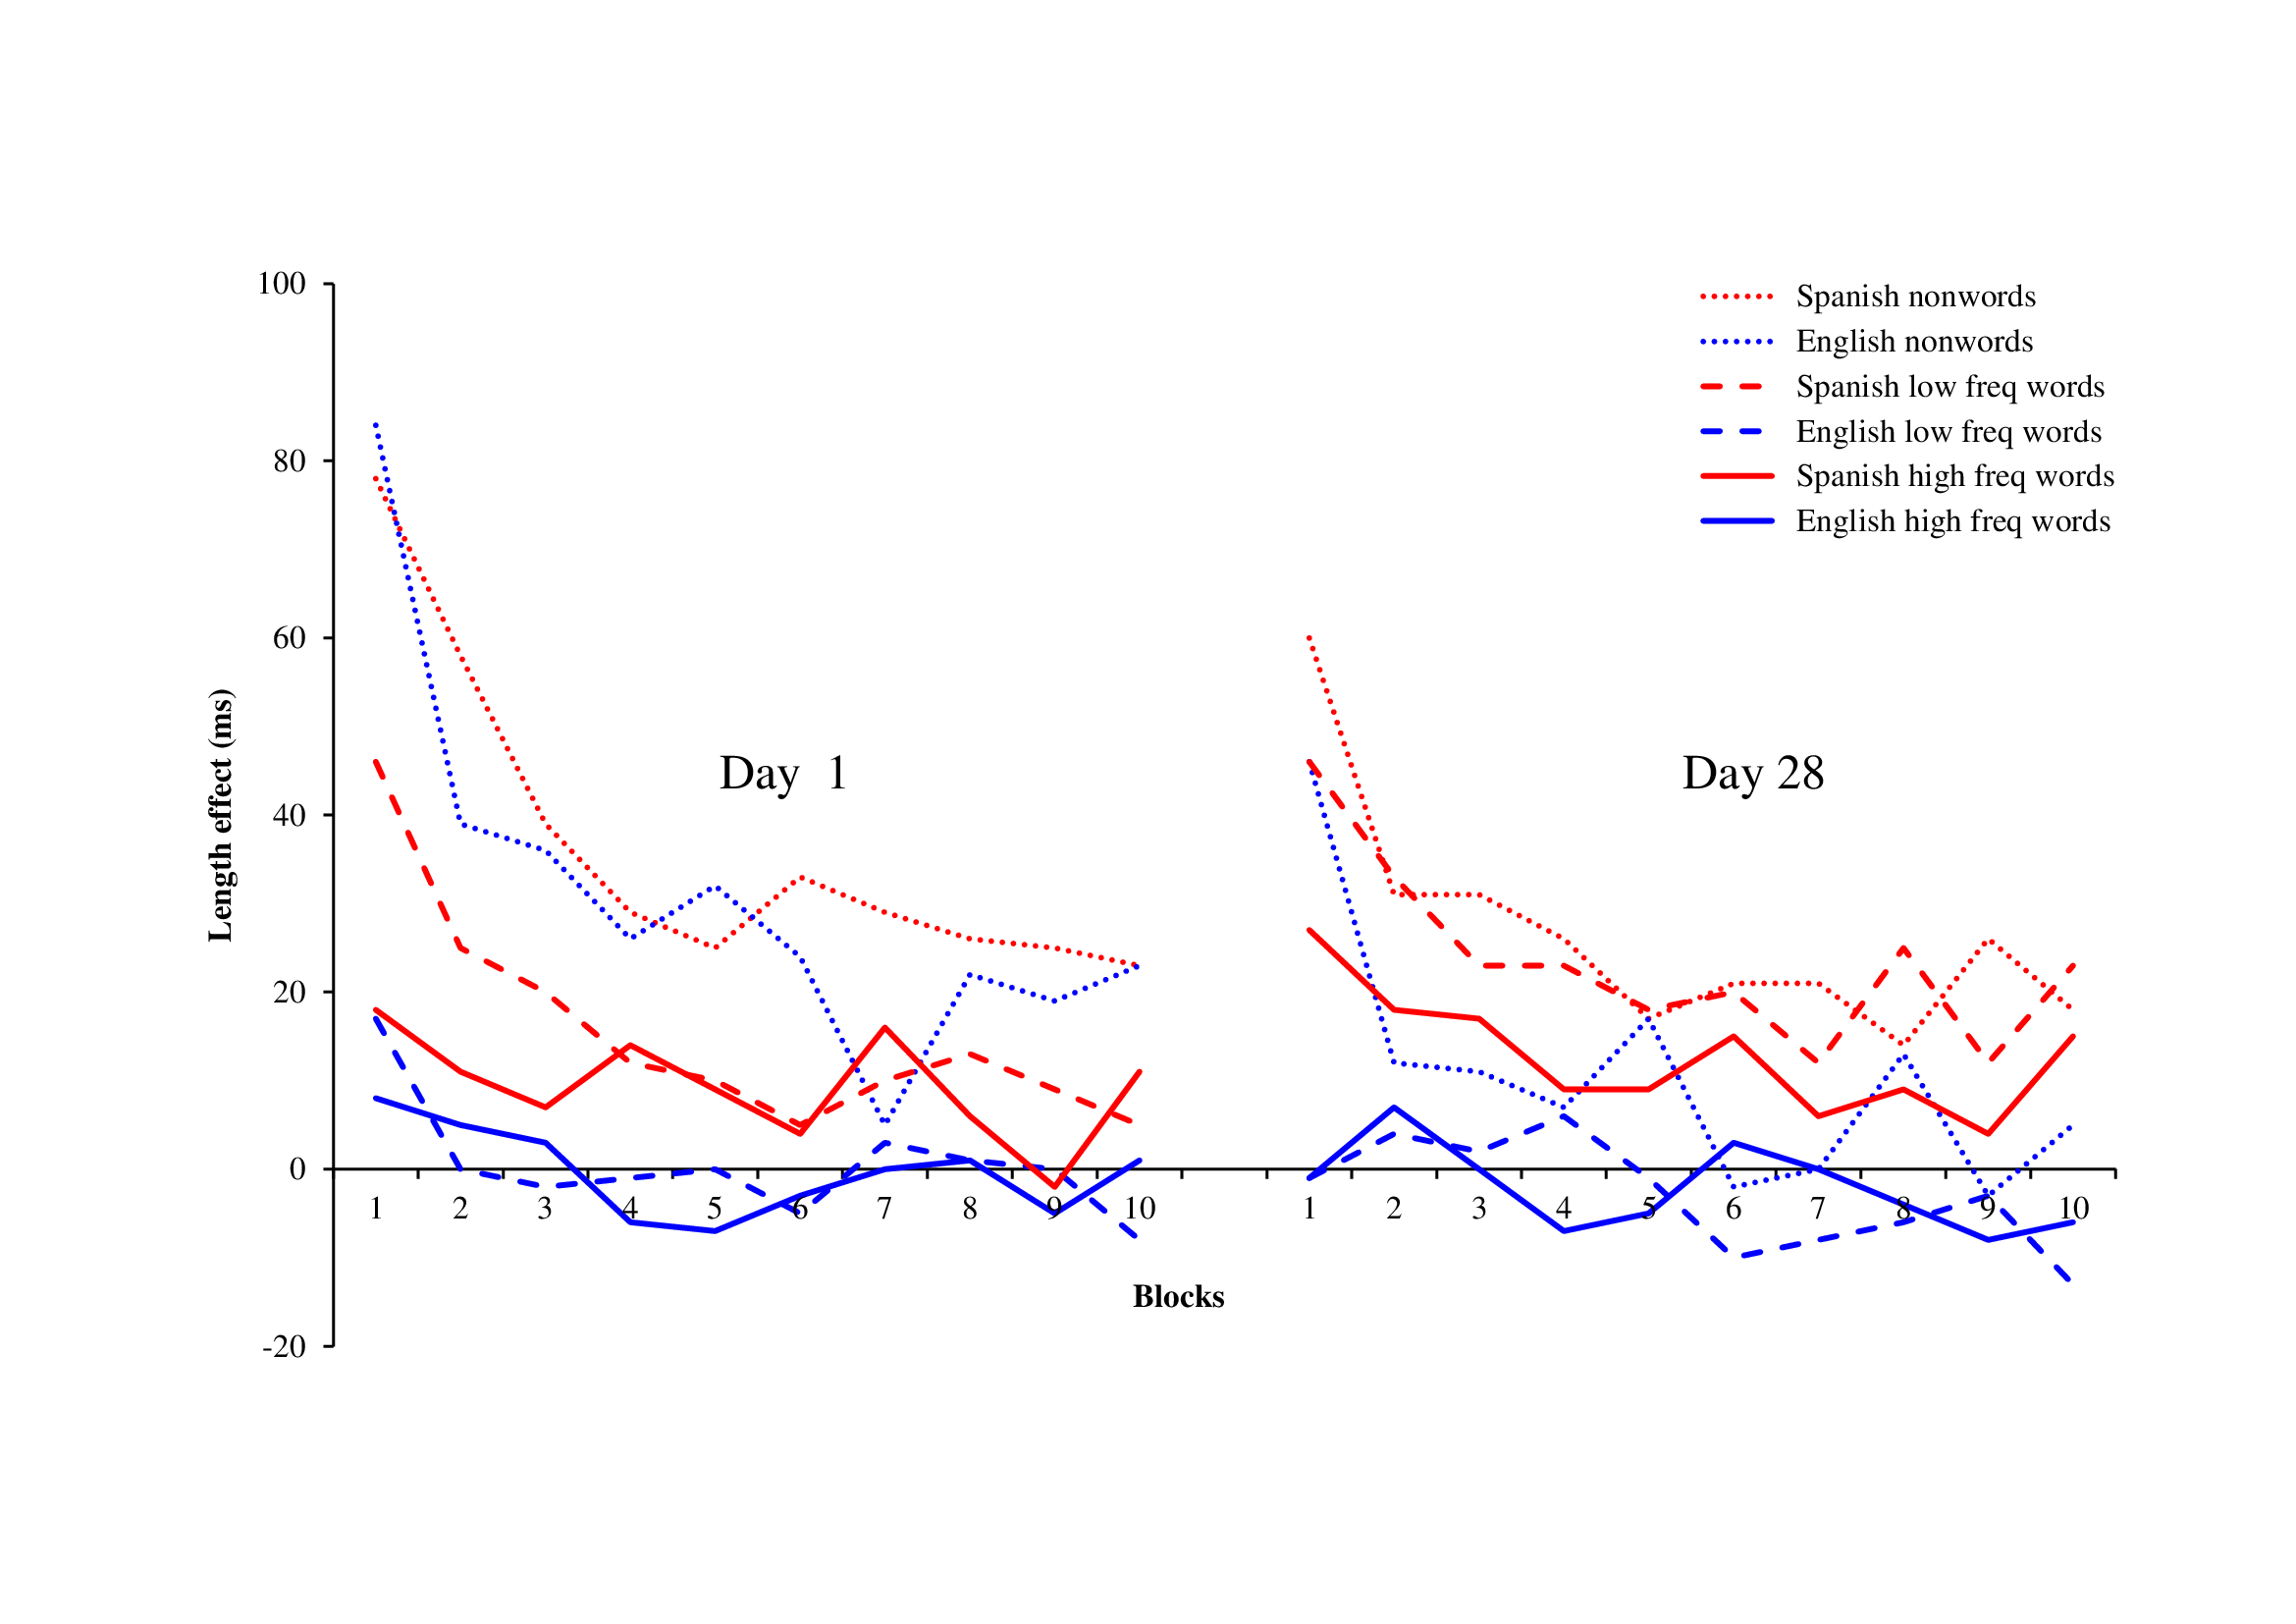 100
80
60
40
20
0
-20
Length effect (ms)
Spanish nonwords
English nonwords
Spanish low freq words
English low freq words
Spanish high freq words
English high freq words
Day 1
Day 28
1 2 3 4 5 6 7 8 9 10 1 2 3 4 5 6 7 8 9 10
Blocks